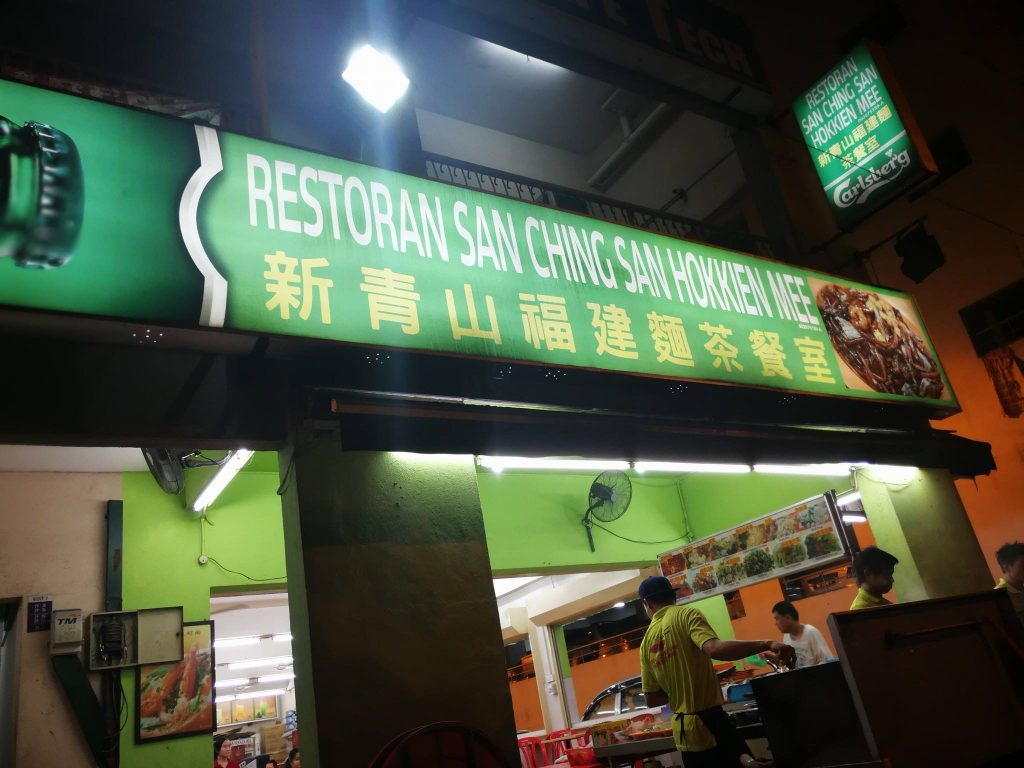 TECH
RESTORAN SAN CHING SAN HOKKIEN MEE
新青山福建麵茶餐室
RESTORAN
SAN CHING SAN
HOKKIEN MEE
新青山福建麵
茶餐室
Carlsberg
TM